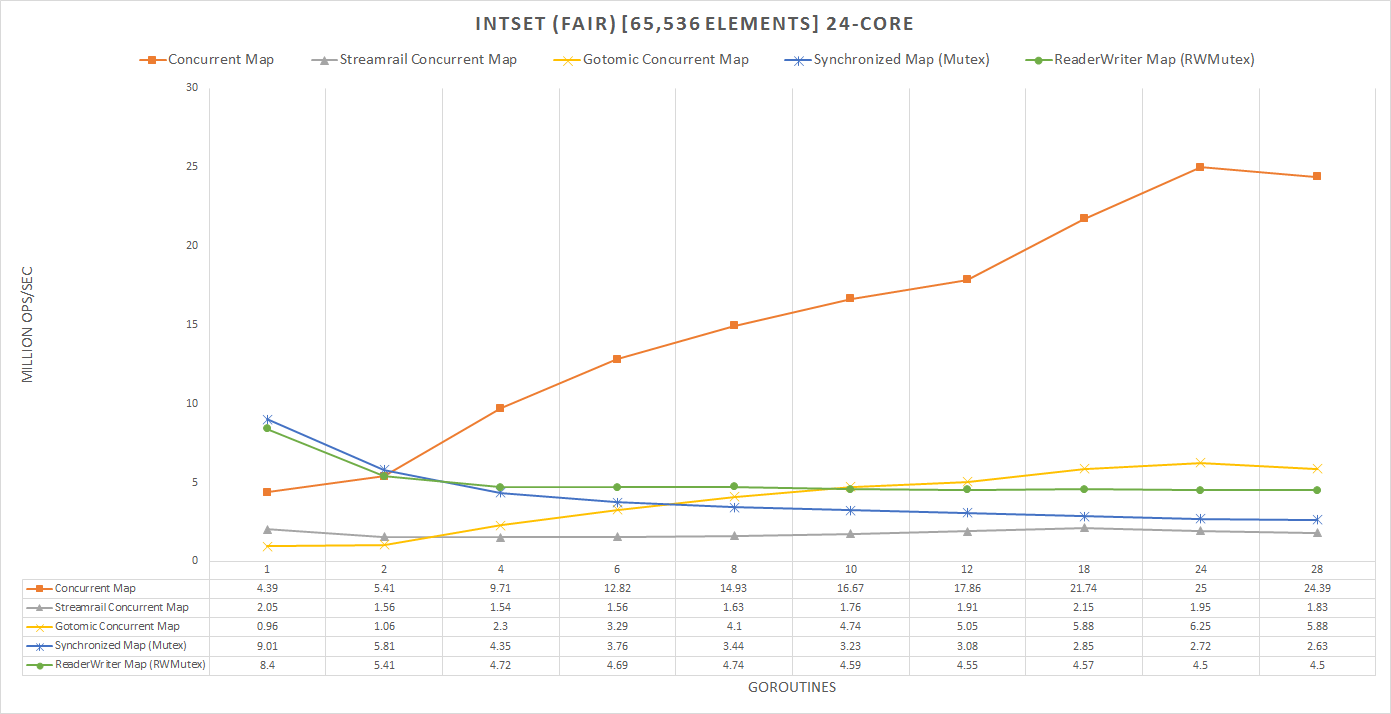 INTSET (FAIR) [65,536 ELEMENTS] 24-CORE
Concurrent Map Streamrail Concurrent Map Gotomic Concurrent Map Synchronized Map (Mutex) ReaderWriter Map (RWMutex)
30
25
20
15
10
5
0
MILLION OPS/SEC
1 2 4 6 8 10 12 18 24 28
Concurrent Map 4.39 5.41 9.71 12.82 14.93 16.67 17.86 21.74 25 24.39
Streamrail Concurrent Map 2.05 1.56 1.54 1.56 1.63 1.76 1.91 2.15 1.95 1.83
Gotomic Concurrent Map 0.96 1.06 2.3 3.29 4.1 4.74 5.05 5.88 6.25 5.88
Synchronized Map (Mutex) 9.01 5.81 4.35 3.76 3.44 3.23 3.08 2.85 2.72 2.63
ReaderWriter Map (RWMutex) 8.4 5.41 4.72 4.69 4.74 4.59 4.55 4.57 4.5 4.5
GOROUTINES